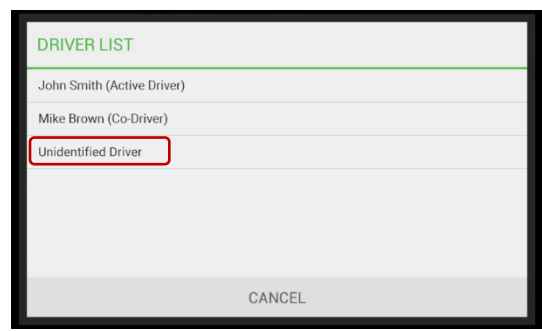 DRIVER LIST
John Smith (Active Driver)
Mike Brown (Co-Driver)
Unidentified Driver
CANCEL